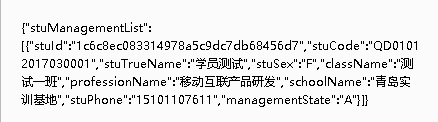 {"stuManagementList":
[{"stuId":"1c6c8ec083314978a5c9dc7db68456d7","stuCode":"QD0101
2017030001","stuTrueName":"学员测试","stuSex":"F","className":"测
试一班","professionName":"移动互联产品研发","schoolName":"青岛实
训基地","stuPhone":"15101107611","managementState":"A"}]}